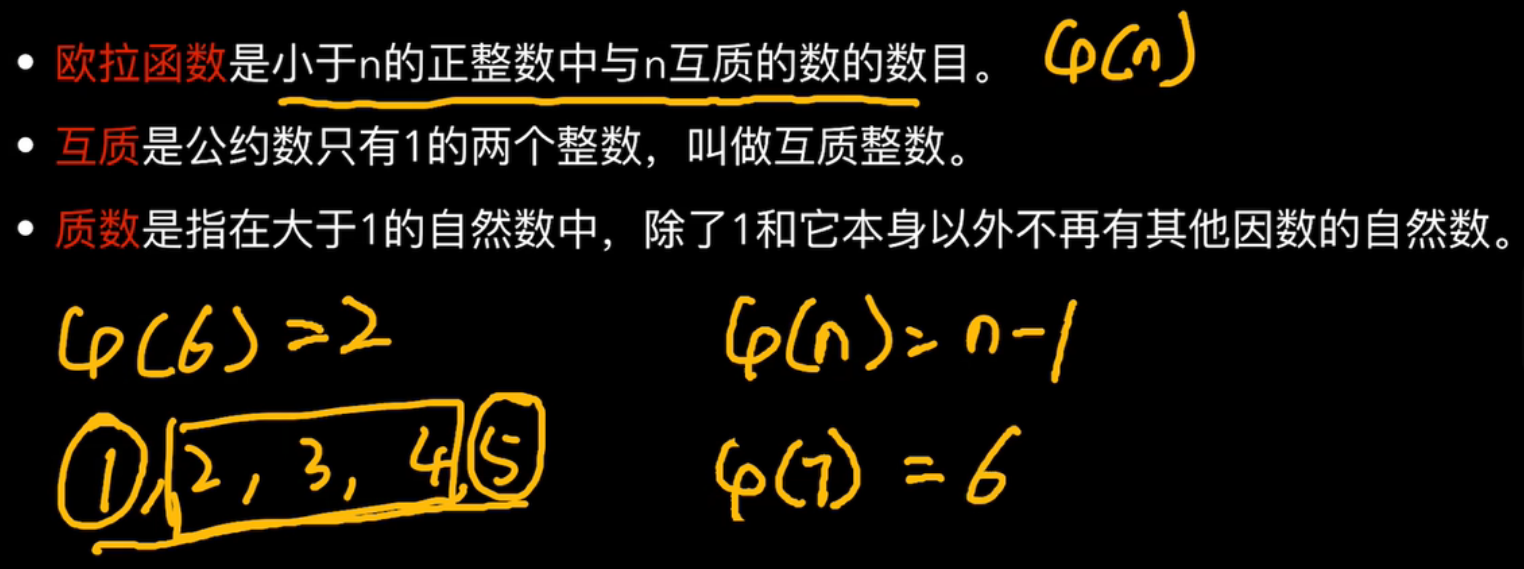 • 欧拉函数是小于n的正整数中与n互质的数的数目。 φ(n)
• 互质是公约数只有1的两个整数，叫做互质整数。
• 质数是指在大于1的自然数中，除了1和它本身以外不再有其他因数的自然数。
φ(6)=2 φ(n)=n-1
1,2,3,4,5 φ(7)=6